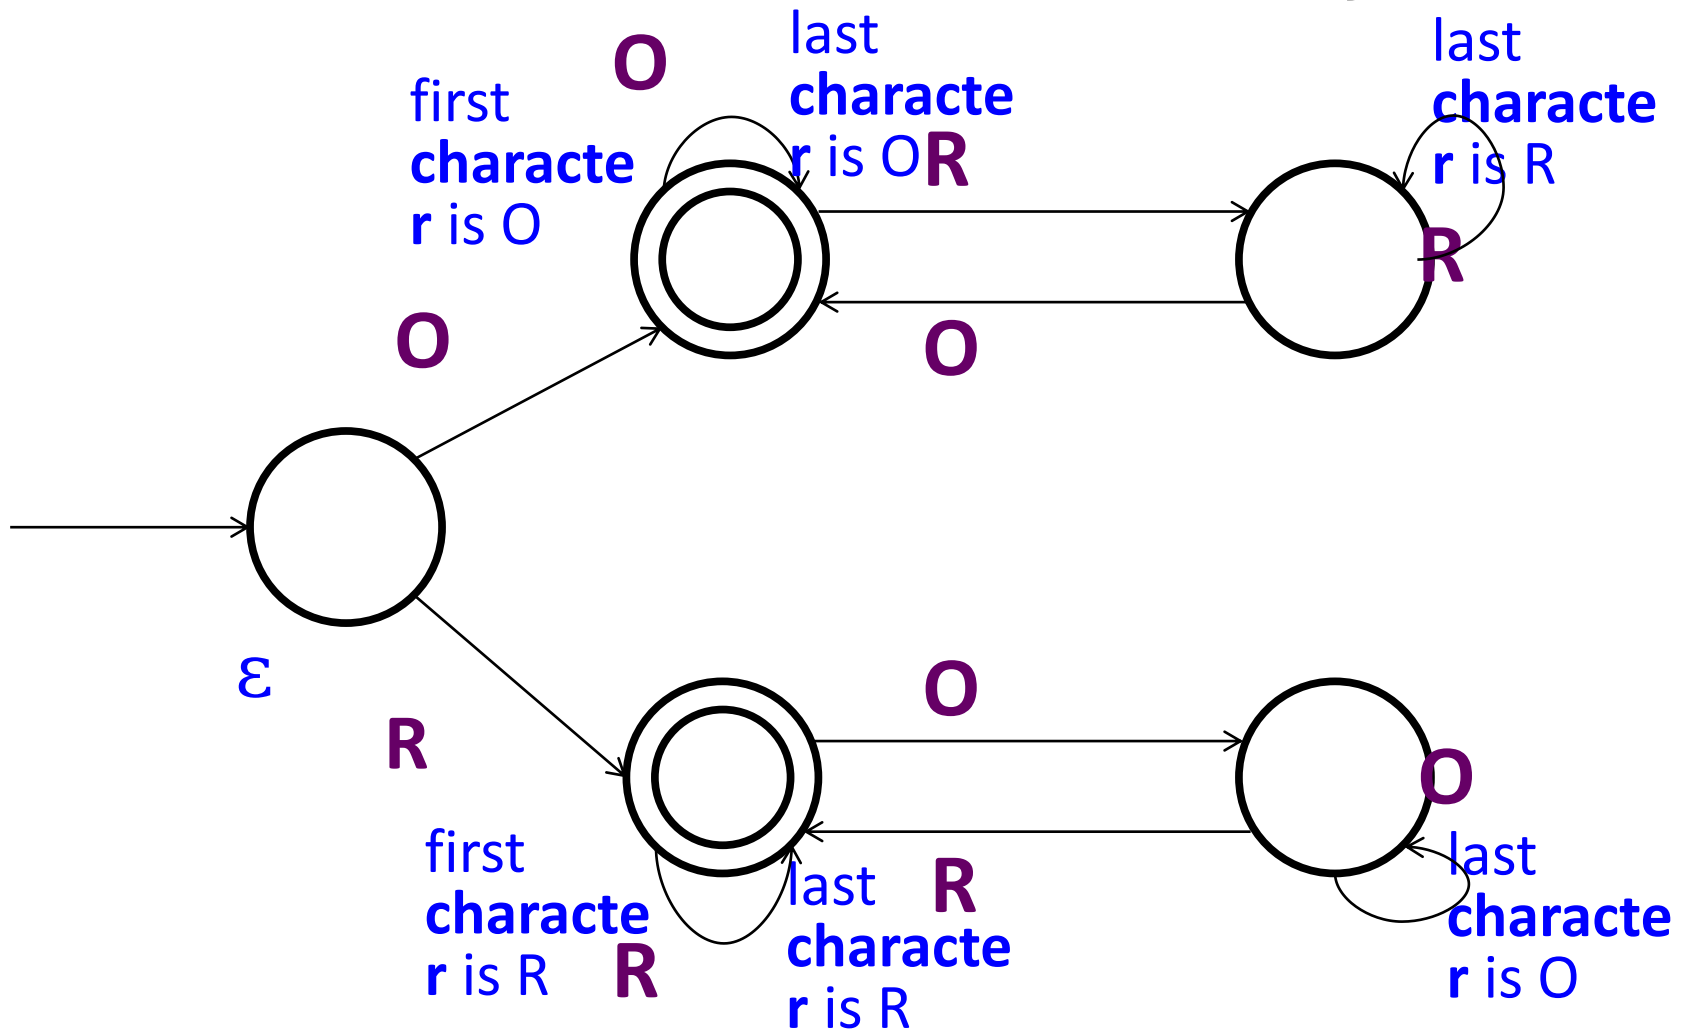 O
last
characte
r is O
last
characte
r is R
first
characte
r is O
R
R
O
O
ε
R
O
O
first
characte
r is R
R
last
characte
r is R
R
last
characte
r is O